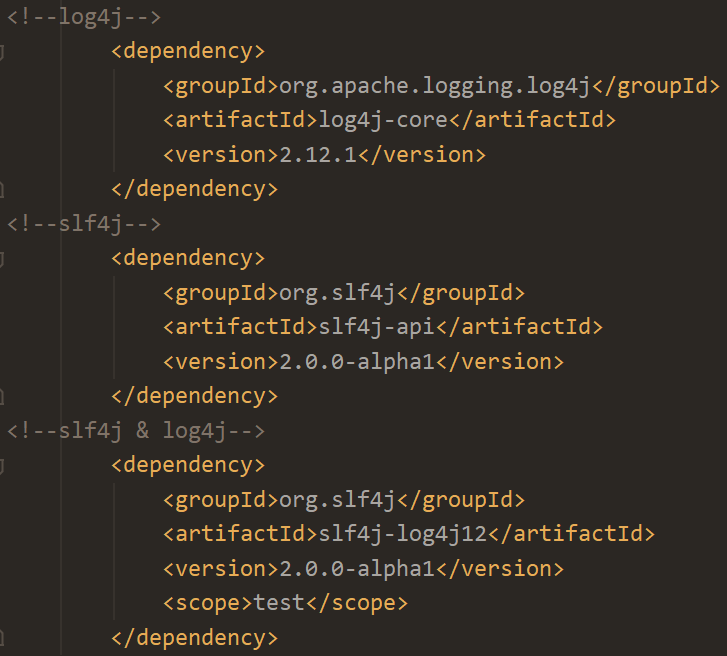 <!--log4j-->
<dependency>
<groupId>org.apache.logging.log4j</groupId>
<artifactId>log4j-core</artifactId>
<version>2.12.1</version>
</dependency>
<!--slf4j-->
<dependency>
<groupId>org.slf4j</groupId>
<artifactId>slf4j-api</artifactId>
<version>2.0.0-alpha1</version>
</dependency>
<!--slf4j & log4j-->
<dependency>
<groupId>org.slf4j</groupId>
<artifactId>slf4j-log4j12</artifactId>
<version>2.0.0-alpha1</version>
<scope>test</scope>
</dependency>